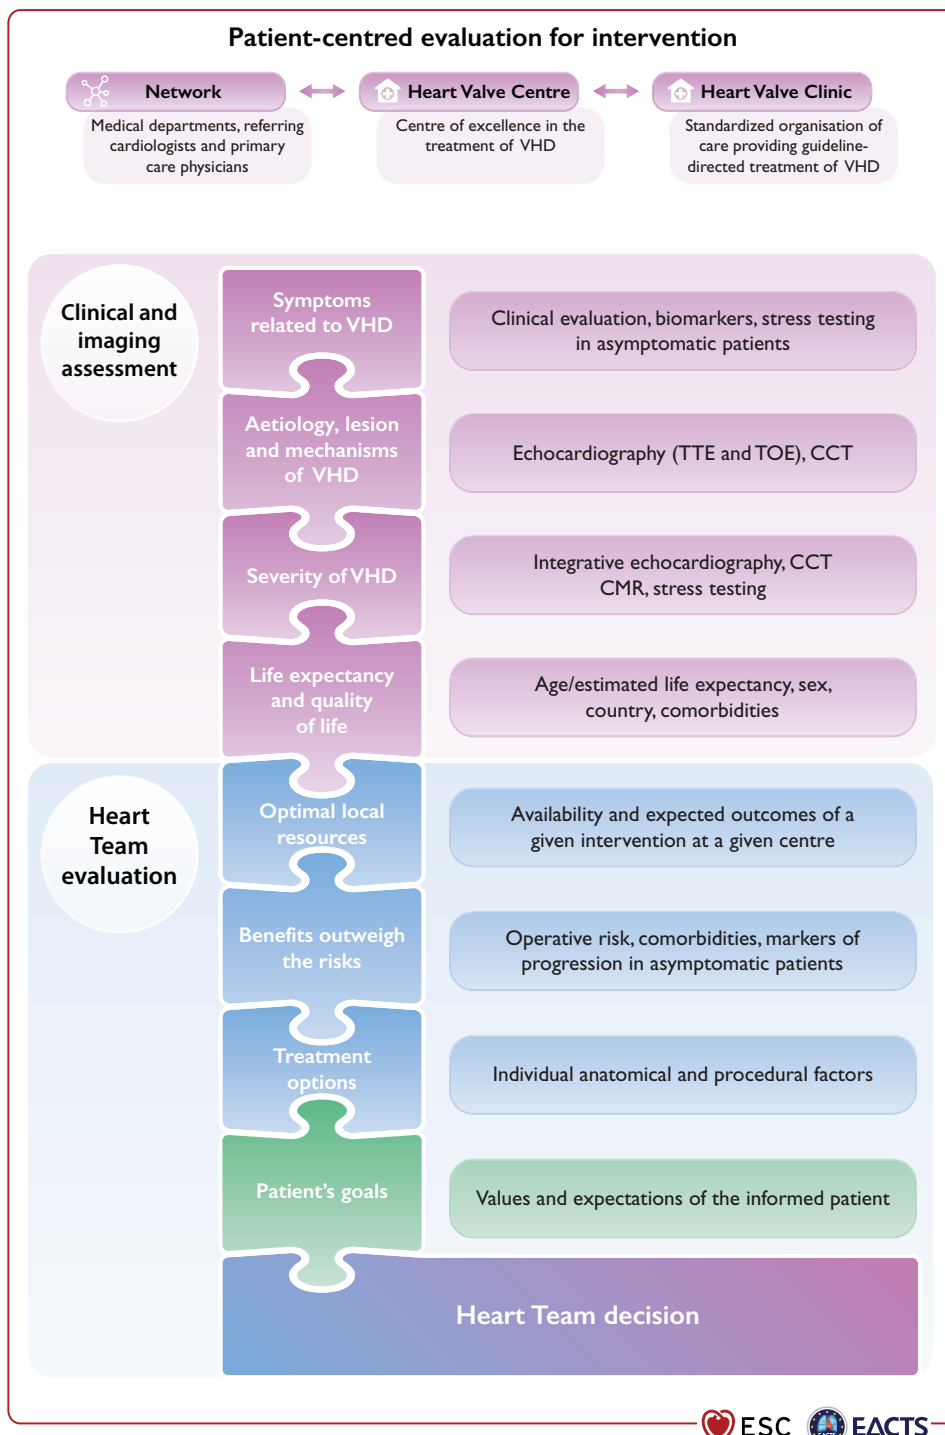 Patient-centred evaluation for intervention
Network
Heart Valve Centre
Heart Valve Clinic
Medical departments, referring
cardiologists and primary
care physicians
Centre of excellence in the
treatment of VHD
Standardized organisation of
care providing guideline-
directed treatment of VHD
Clinical and
imaging
assessment
Symptoms
related to VHD
Clinical evaluation, biomarkers, stress testing
in asymptomatic patients
Aetiology, lesion
and mechanisms
of VHD
Echocardiography (TTE and TOE), CCT
Severity of VHD
Integrative echocardiography, CCT
CMR, stress testing
Life expectancy
and quality
of life
Age/estimated life expectancy, sex,
country, comorbidities
Heart
Team
evaluation
Optimal local
resources
Availability and expected outcomes of a
given intervention at a given centre
Benefits outweigh
the risks
Operative risk, comorbidities, markers of
progression in asymptomatic patients
Treatment
options
Individual anatomical and procedural factors
Patient's goals
Values and expectations of the informed patient
Heart Team decision
ESC
EACTS